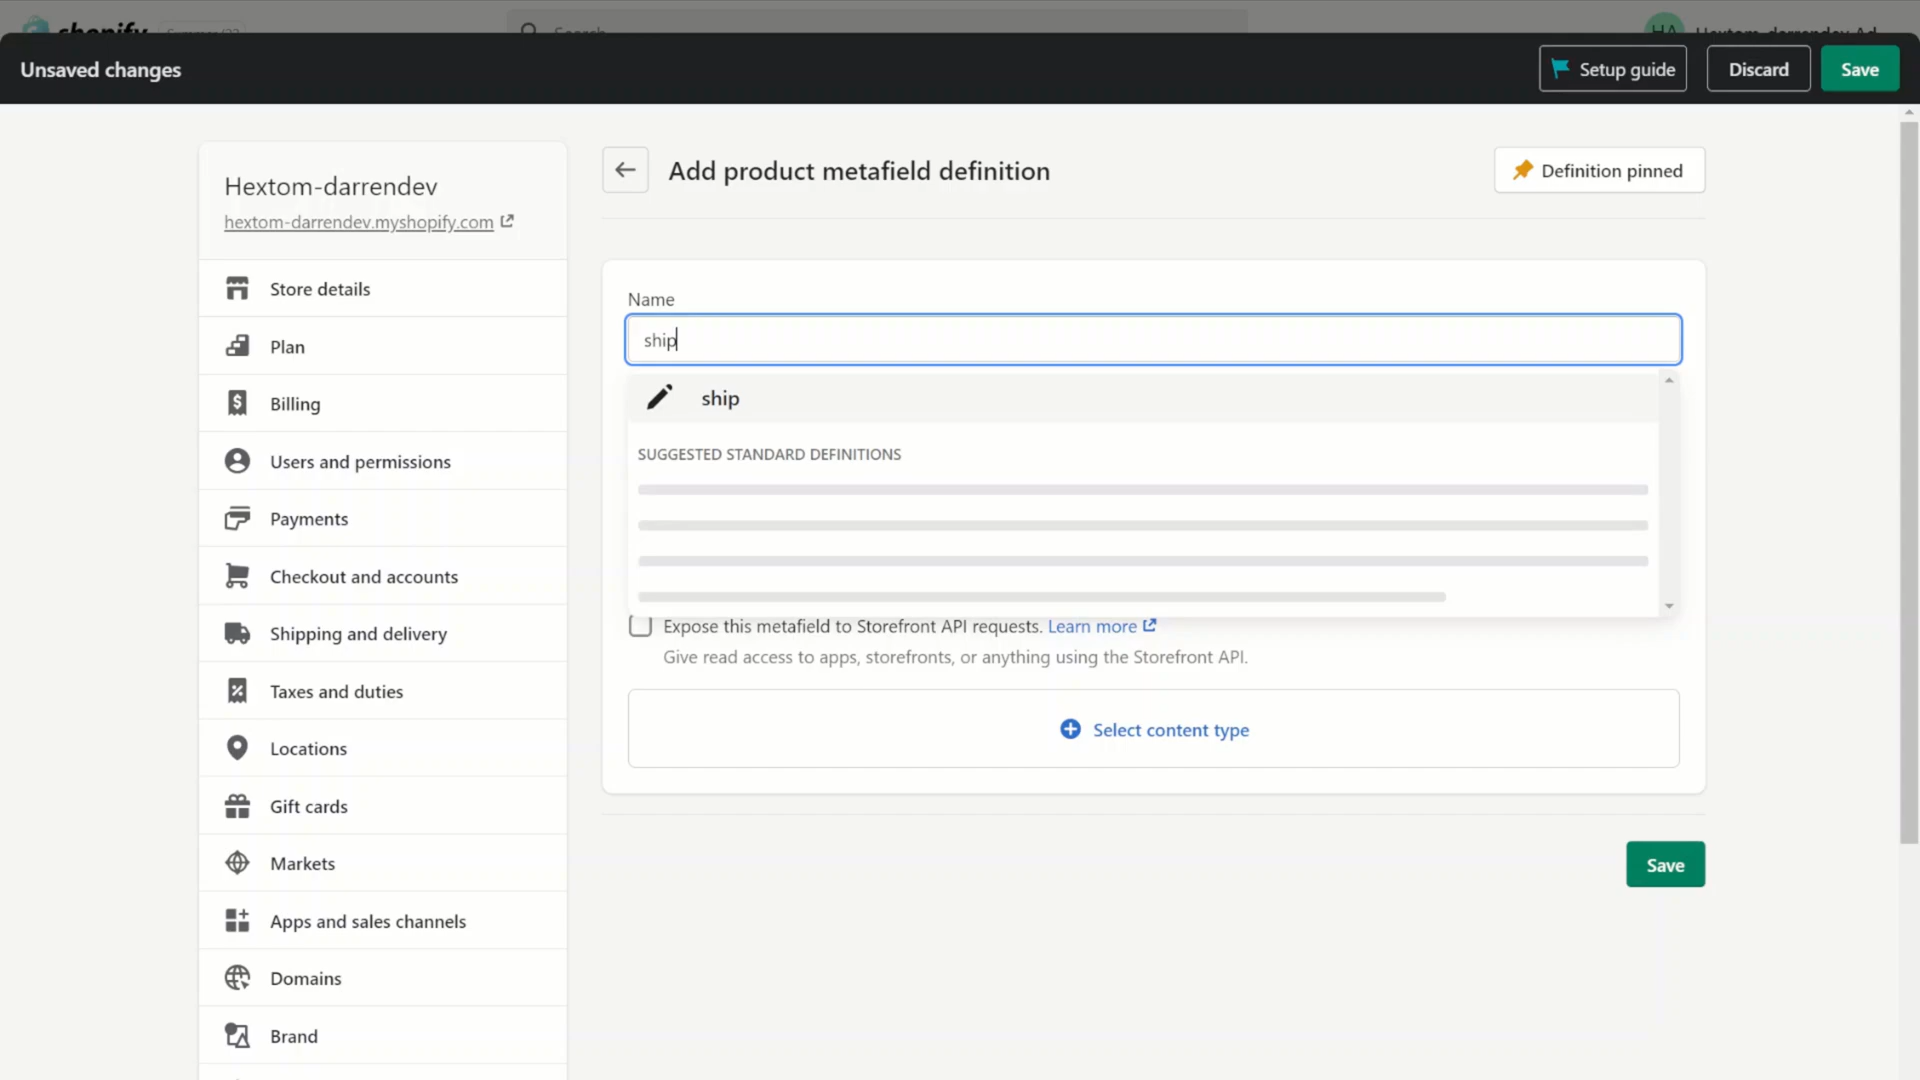 shopify
Search
Unsaved changes
Setup guide
Discard
Save
Hextom-darrendev
hextom-darrendev.myshopify.com
Store details
Plan
Billing
Users and permissions
Payments
Checkout and accounts
Shipping and delivery
Taxes and duties
Locations
Gift cards
Markets
Apps and sales channels
Domains
Brand
Add product metafield definition
Definition pinned
Name
ship
ship
SUGGESTED STANDARD DEFINITIONS
Expose this metafield to Storefront API requests. Learn more
Give read access to apps, storefronts, or anything using the Storefront API.
Select content type
Save